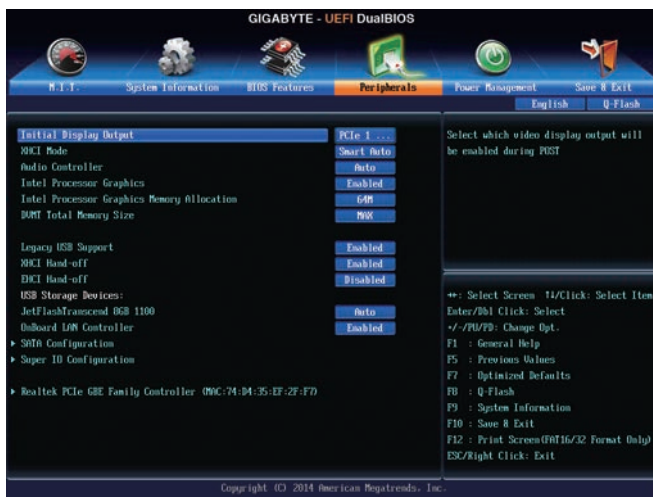 GIGABYTE - UEFI DualBIOS
M.I.T. System Information BIOS Features Peripherals Power Management Save & Exit
English Q-Flash
Initial Display Output PCIe 1 ...
XHCI Mode Smart Auto
Audio Controller Auto
Intel Processor Graphics Enabled
Intel Processor Graphics Memory Allocation 64M
DVMT Total Memory Size MAX
Legacy USB Support Enabled
XHCI Hand-off Enabled
EHCI Hand-off Disabled
USB Storage Devices:
JetFlashTranscend 8GB 1100 Auto
OnBoard LAN Controller Enabled
SATA Configuration
Super IO Configuration
Realtek PCIe GBE Family Controller (MAC:74:D4:35:EF:2F:F7)
Select which video display output will
be enabled during POST
↔: Select Screen ↑↓/Click: Select Item
Enter/Dbl Click: Select
+/-/PU/PD: Change Opt.
F1 : General Help
F5 : Previous Values
F7 : Optimized Defaults
F8 : Q-Flash
F9 : System Information
F10 : Save & Exit
F12 : Print Screen(FAT16/32 Format Only)
ESC/Right Click: Exit
Copyright (C) 2014 American Megatrends, Inc.